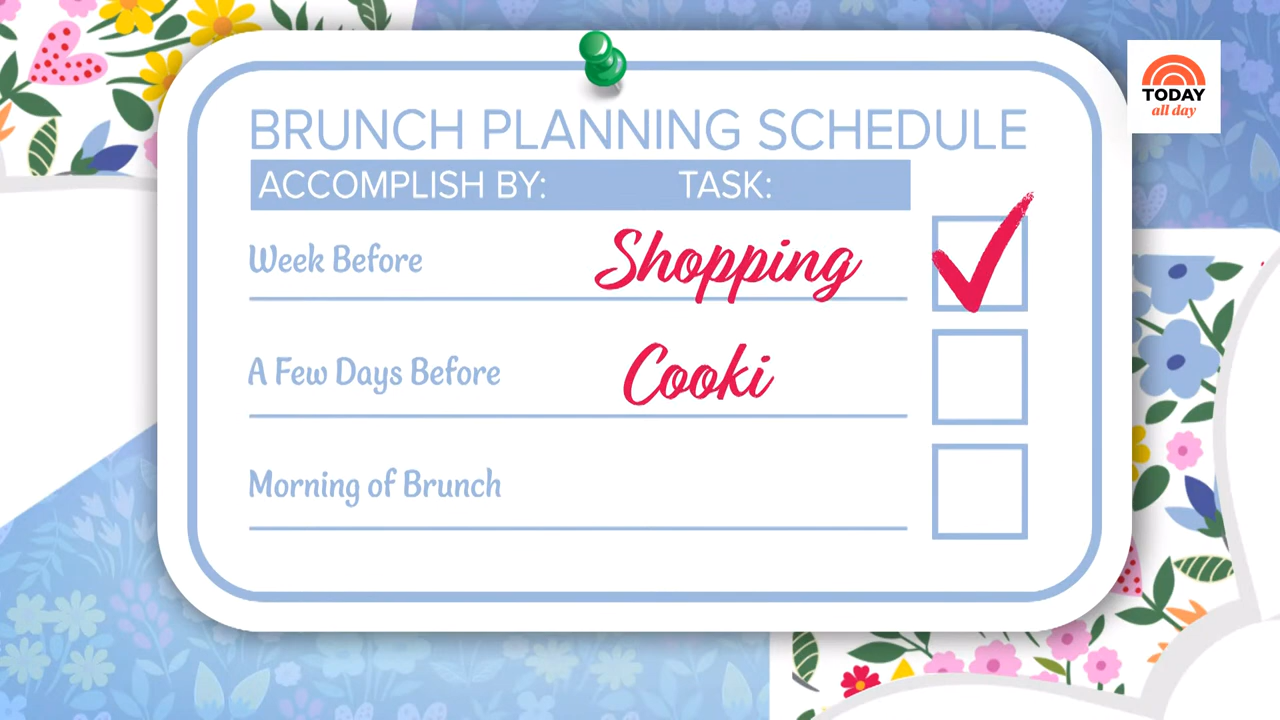 BRUNCH PLANNING SCHEDULE
ACCOMPLISH BY: TASK:
Week Before Shopping
A Few Days Before Cooki
Morning of Brunch
TODAY
all day